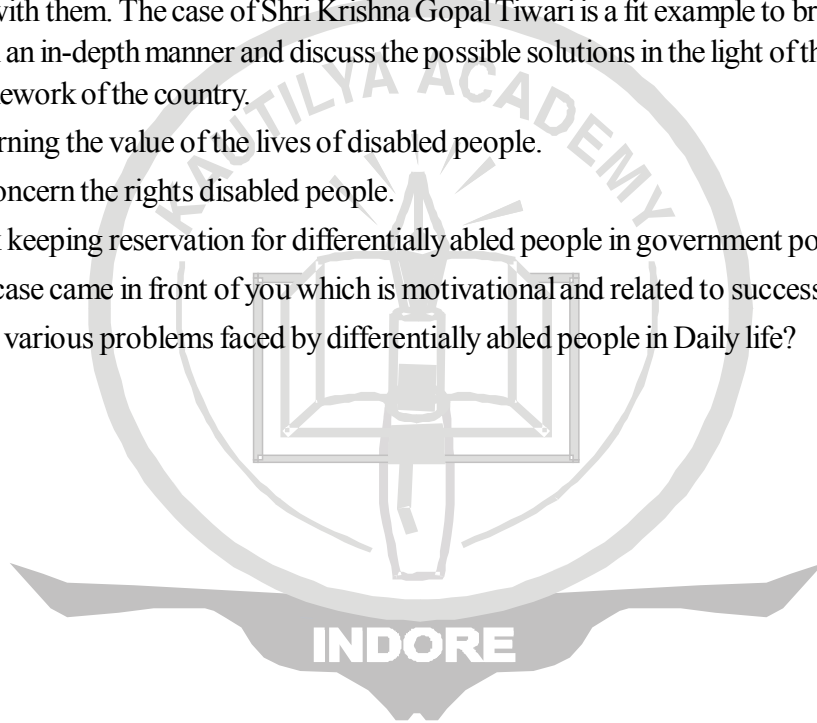 with them. The case of Shri Krishna Gopal Tiwari is a fit example to br
an in-depth manner and discuss the possible solutions in the light of th
ework of the country.
rning the value of the lives of disabled people.
oncern the rights disabled people.
keeping reservation for differentially abled people in government po
case came in front of you which is motivational and related to success
various problems faced by differentially abled people in Daily life?
KAUTILYA ACADEMY
INDORE